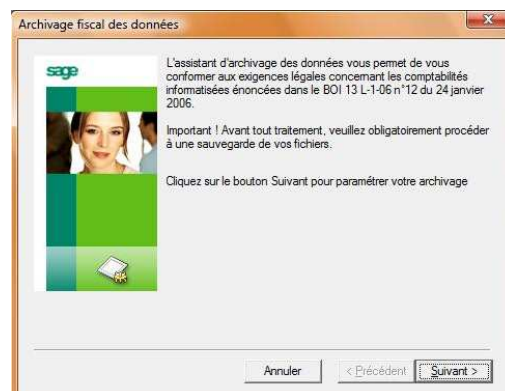 Archivage fiscal des données
sage
L'assistant d'archivage des données vous permet de vous
conformer aux exigences légales concernant les comptabilités
informatisées énoncées dans le BOI 13 L-1-06 n°12 du 24 janvier
2006.
Important ! Avant tout traitement, veuillez obligatoirement procéder
à une sauvegarde de vos fichiers.
Cliquez sur le bouton Suivant pour paramétrer votre archivage
Annuler
< Précédent
Suivant >